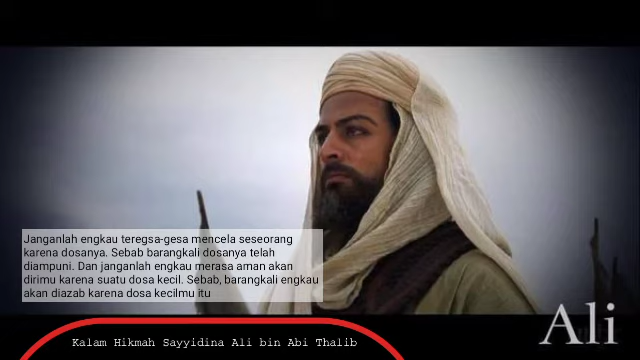 Janganlah engkau teregsa-gesa mencela seseorang
karena dosanya. Sebab barangkali dosanya telah
diampuni. Dan janganlah engkau merasa aman akan
dirimu karena suatu dosa kecil. Sebab, barangkali engkau
akan diazab karena dosa kecilmu itu
Ali
Kalam Hikmah Sayyidina Ali bin Abi Thalib